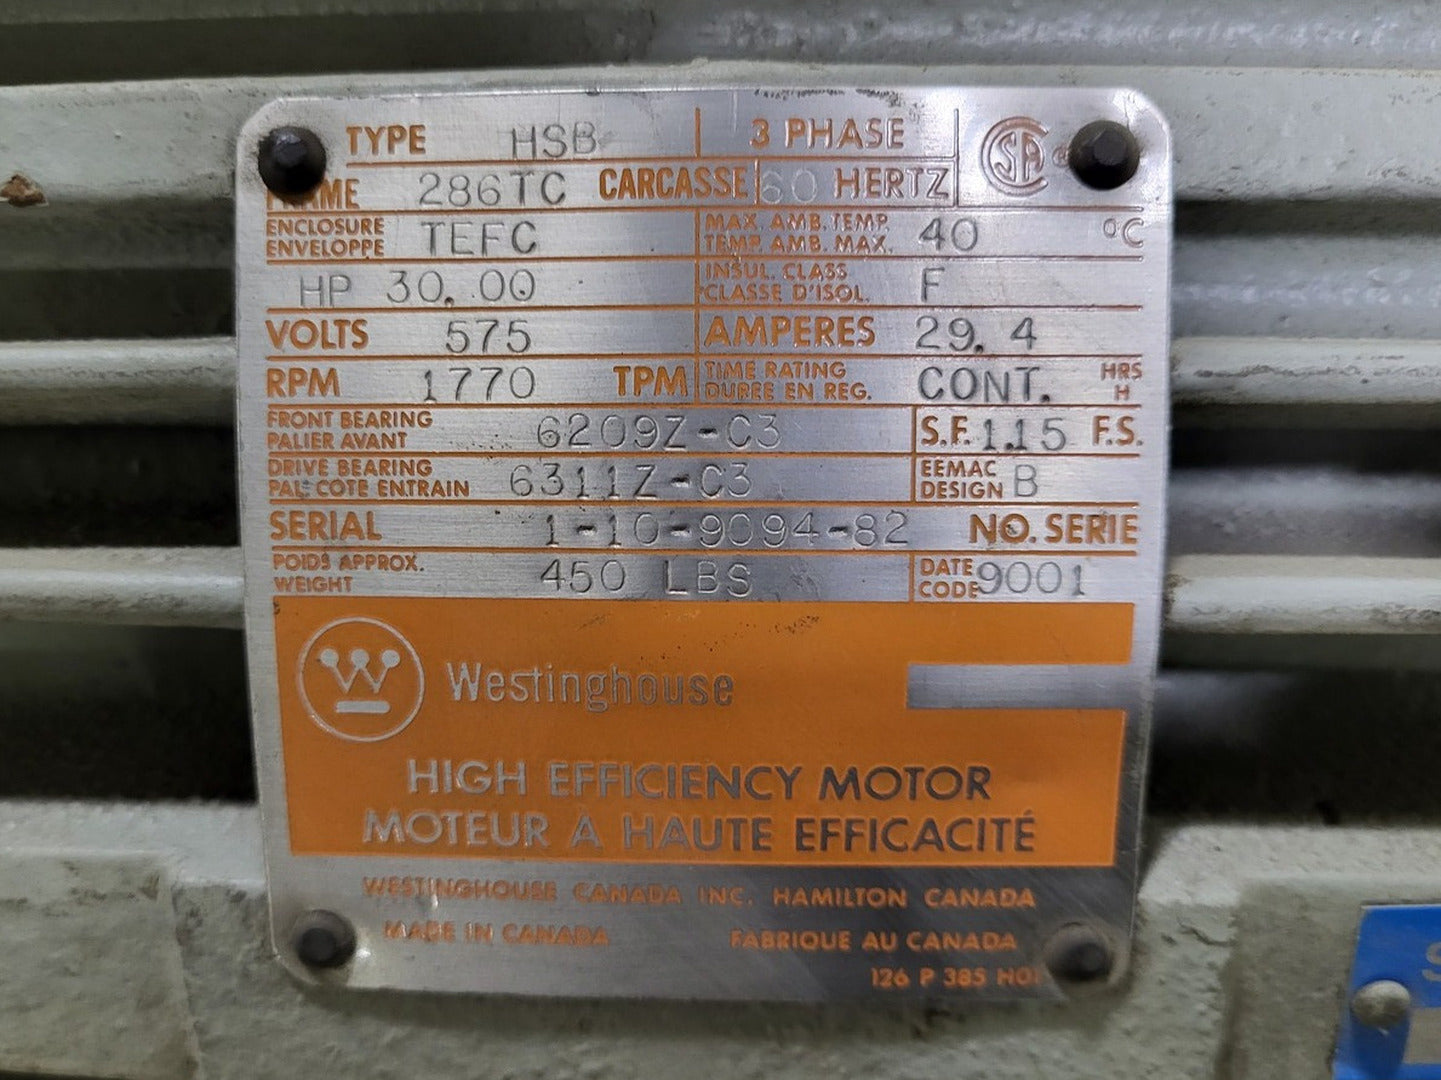 TYPE HSB 3 PHASE CSA ®
FRAME 286TC CARCASSE 60 HERTZ
ENCLOSURE
ENVELOPPE TEFC
MAX. AMB. TEMP.
TEMP. AMB. MAX. 40 °C
HP 30.00
INSUL. CLASS
CLASSE D'ISOL. F
VOLTS 575 AMPERES 29.4
RPM 1770 TPM
TIME RATING
DUREE EN REG. CONT. HRS
H
FRONT BEARING
PALIER AVANT 6209Z-C3
S.F. 1.15 F.S.
DRIVE BEARING
PAL COTE ENTRAIN 6311Z-C3
EEMAC
DESIGN B
SERIAL 1-10-9094-82 NO. SERIE
POIDS APPROX.
WEIGHT 450 LBS
DATE
CODE 9001
W Westinghouse
HIGH EFFICIENCY MOTOR
MOTEUR À HAUTE EFFICACITÉ
WESTINGHOUSE CANADA INC. HAMILTON CANADA
MADE IN CANADA FABRIQUE AU CANADA
126 P 385 HO
S